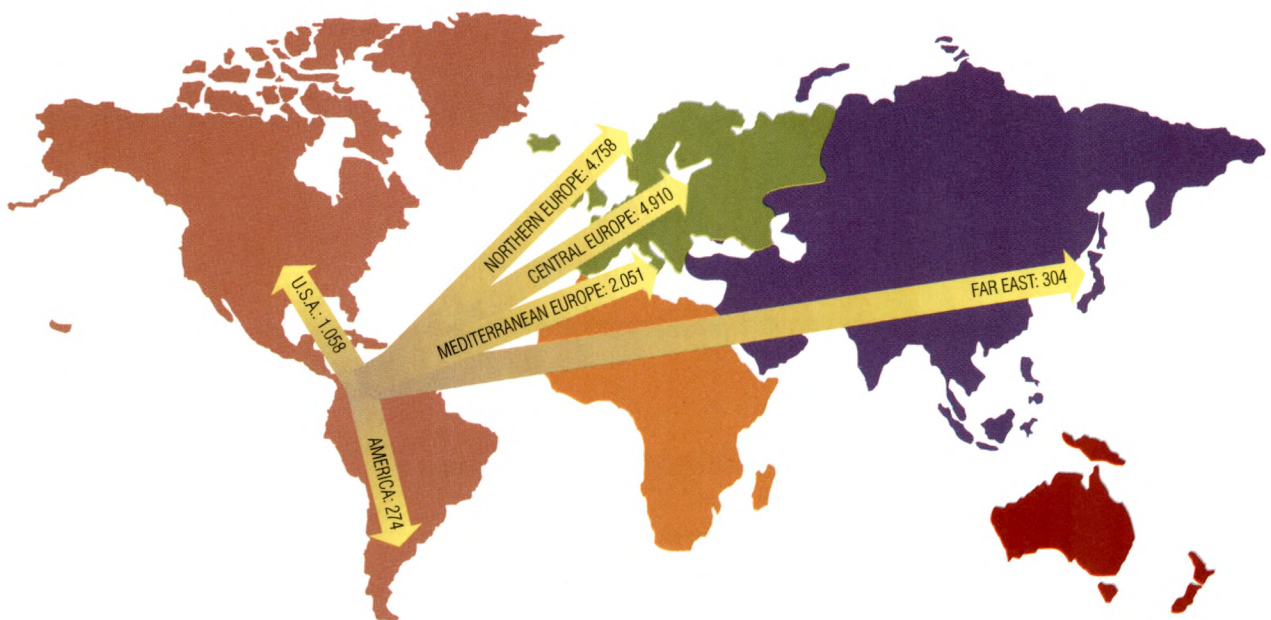 NORTHERN EUROPE: 4.758
CENTRAL EUROPE: 4.910
MEDITERRANEAN EUROPE: 2.051
FAR EAST: 304
U.S.A.: 1.058
AMERICA: 274